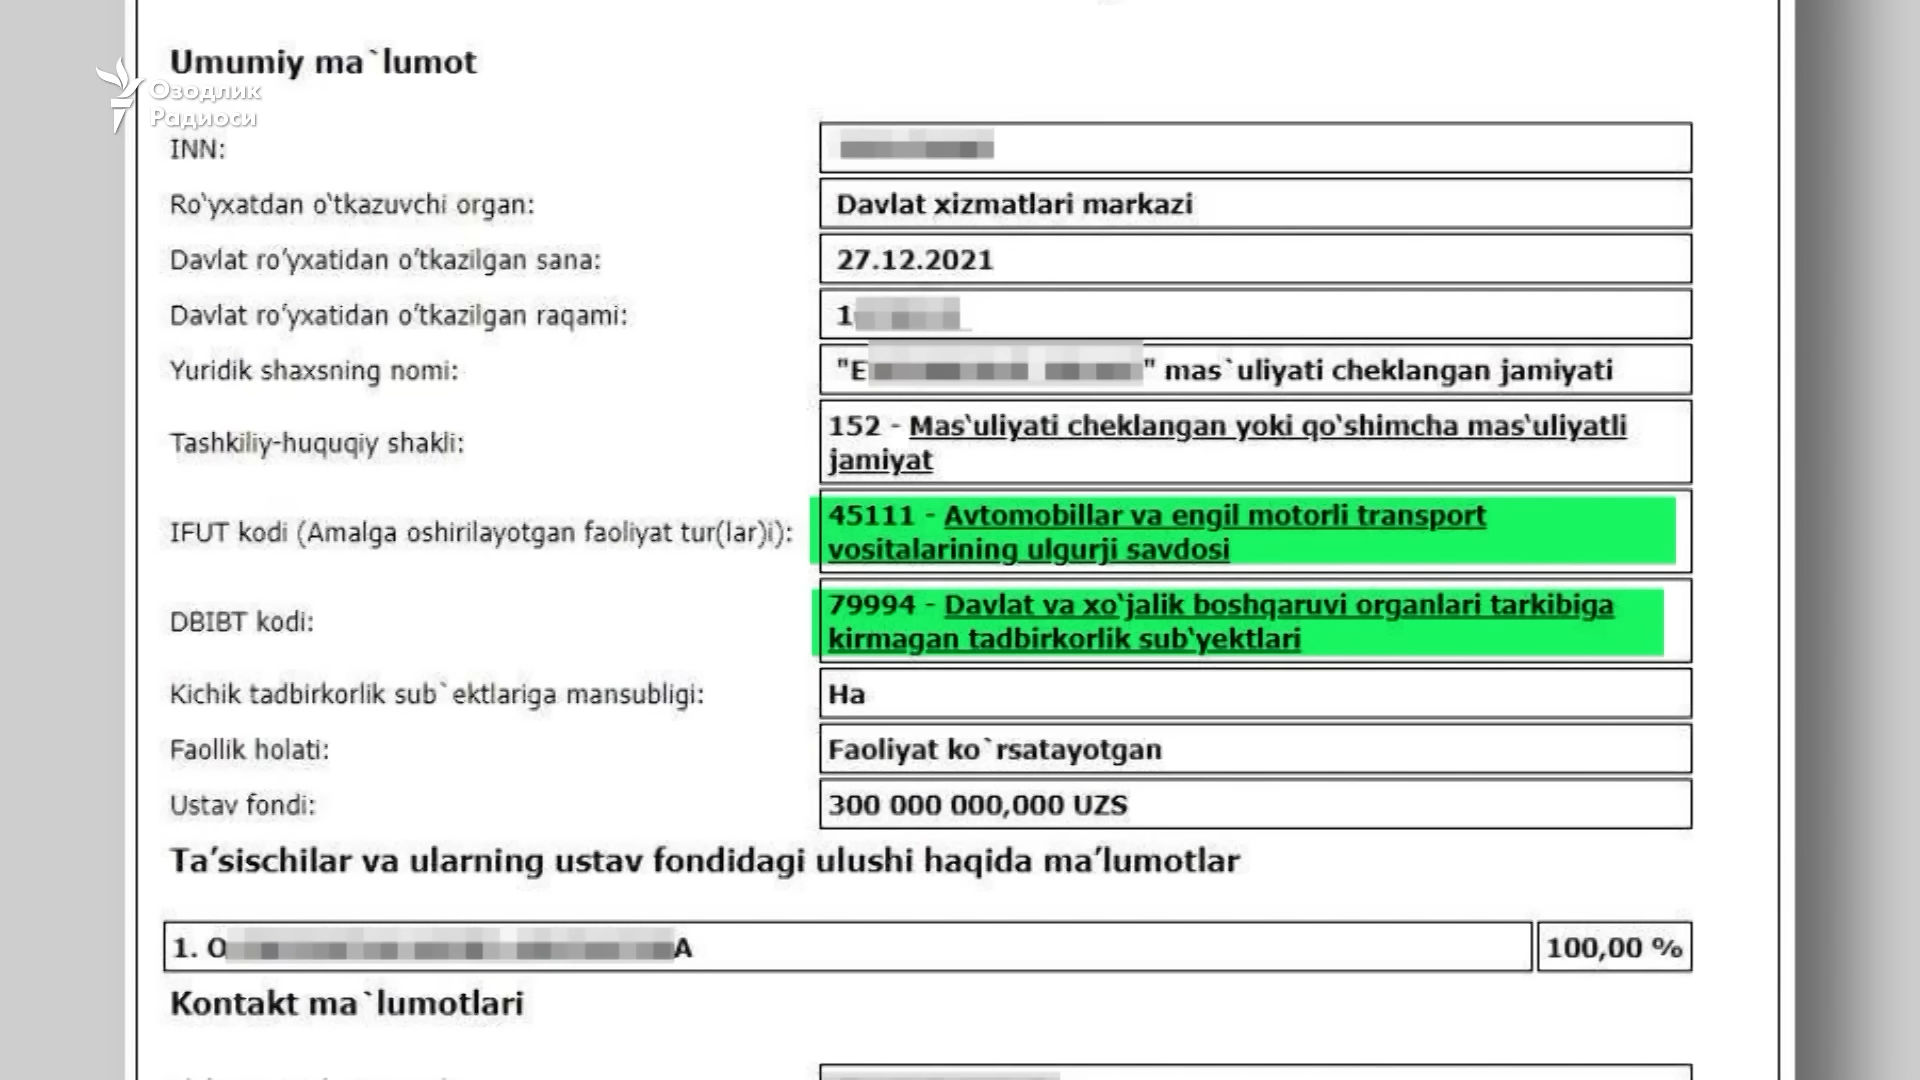 Umumiy ma`lumot
Озодлик
Радиоси
INN:
Ro‘yxatdan o‘tkazuvchi organ: Davlat xizmatlari markazi
Davlat ro‘yxatidan o‘tkazilgan sana: 27.12.2021
Davlat ro‘yxatidan o‘tkazilgan raqami: 1
Yuridik shaxsning nomi: "E " mas`uliyati cheklangan jamiyati
Tashkiliy-huquqiy shakli: 152 - Mas‘uliyati cheklangan yoki qo‘shimcha mas‘uliyatli
jamiyat
IFUT kodi (Amalga oshirilayotgan faoliyat tur(lar)i): 45111 - Avtomobillar va engil motorli transport
vositalarining ulgurji savdosi
DBIBT kodi: 79994 - Davlat va xo‘jalik boshqaruvi organlari tarkibiga
kirmagan tadbirkorlik sub‘yektlari
Kichik tadbirkorlik sub`ektlariga mansubligi: Ha
Faollik holati: Faoliyat ko`rsatayotgan
Ustav fondi: 300 000 000,000 UZS
Ta’sischilar va ularning ustav fondidagi ulushi haqida ma’lumotlar
1. O A 100,00 %
Kontakt ma`lumotlari